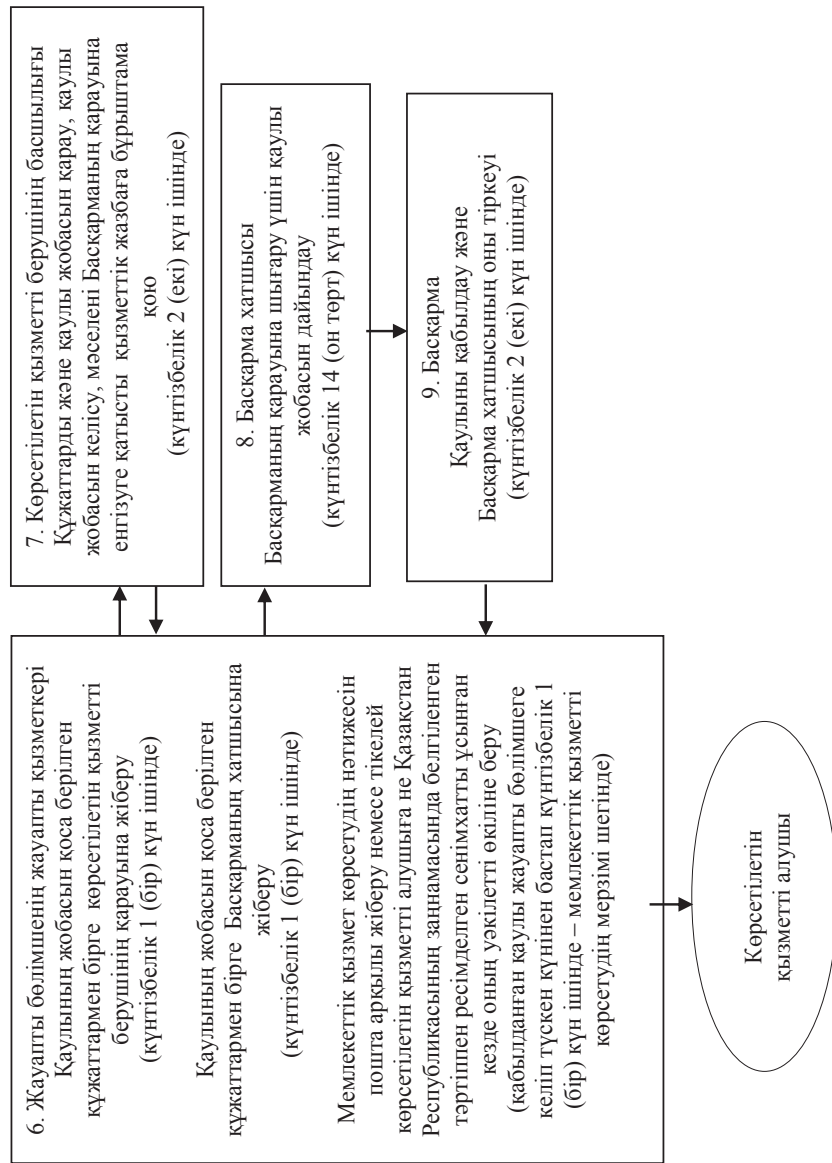 6. Жауапты бөлімшенің жауапты қызметкері
Қаулының жобасын қоса берілген
құжаттармен бірге көрсетілетін қызметті
берушінің қарауына жіберу
(күнтізбелік 1 (бір) күн ішінде)
Қаулының жобасын қоса берілген
құжаттармен бірге Басқарманың хатшысына
жіберу
(күнтізбелік 1 (бір) күн ішінде)
Мемлекеттік қызмет көрсетудің нәтижесін
пошта арқылы жіберу немесе тікелей
көрсетілетін қызметті алушыға не Қазақстан
Республикасының заңнамасында белгіленген
тәртіппен ресімделген сенімхатты ұсынған
кезде оның уәкілетті өкіліне беру
(қабылданған қаулы жауапты бөлімшеге
келіп түскен күнінен бастап күнтізбелік 1
(бір) күн ішінде – мемлекеттік қызметті
көрсетудің мерзімі шегінде)
7. Көрсетілетін қызметті берушінің басшылығы
Құжаттарды және қаулы жобасын қарау, қаулы
жобасын келісу, мәселені Басқарманың қарауына
енгізуге қатысты қызметтік жазбаға бұрыштама
қою
(күнтізбелік 2 (екі) күн ішінде)
8. Басқарма хатшысы
Басқарманың қарауына шығару үшін қаулы
жобасын дайындау
(күнтізбелік 14 (он төрт) күн ішінде)
9. Басқарма
Қаулыны қабылдау және
Басқарма хатшысының оны тіркеуі
(күнтізбелік 2 (екі) күн ішінде)
Көрсетілетін
қызметті алушы